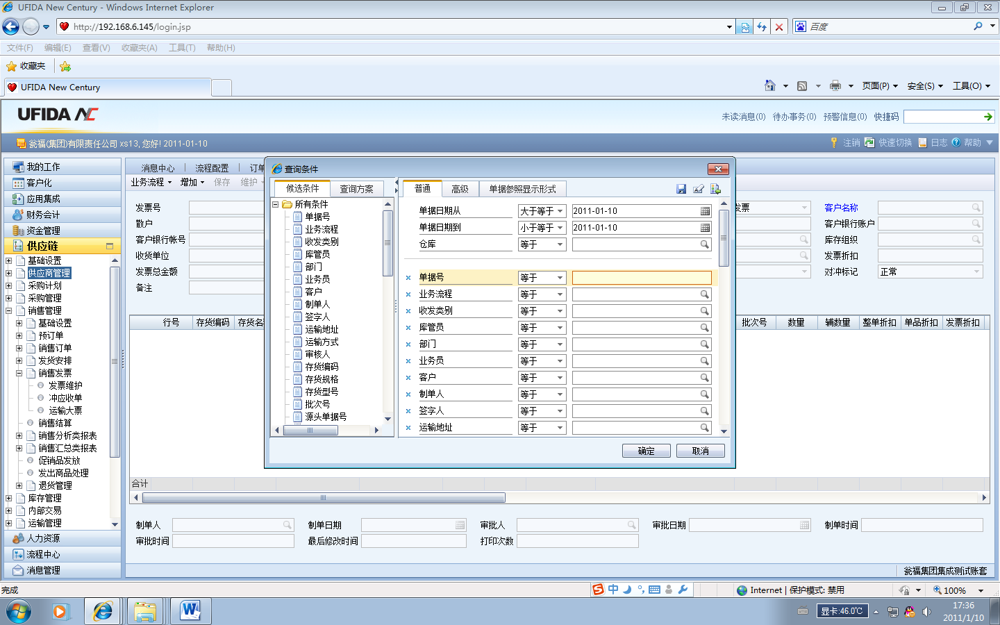 UFIDA New Century - Windows Internet Explorer
http://192.168.6.145/login.jsp
百度
文件(F) 编辑(E) 查看(V) 收藏夹(A) 工具(T) 帮助(H)
收藏夹
UFIDA New Century
页面(P) 安全(S) 工具(O)
UFIDA NC
未读消息(0) 待办事务(0) 预警信息(0) 快捷码
瓮福(集团)有限责任公司 xs13, 您好! 2011-01-10
注销 快速切换 日志 帮助
我的工作
客户化
应用集成
财务会计
资金管理
供应链
基础设置
供应商管理
采购计划
采购管理
销售管理
基础设置
预订单
销售订单
发货安排
销售发票
发票维护
冲应收单
运输大票
销售结算
销售分析类报表
销售汇总类报表
促销品发放
发出商品处理
退货管理
库存管理
内部交易
运输管理
人力资源
流程中心
消息管理
消息中心 流程配置 订单
业务流程 增加 保存 维护
发票号
散户
客户银行帐号
收货单位
发票总金额
备注
查询条件
候选条件 查询方案
所有条件
单据号
业务流程
收发类别
库管员
部门
业务员
客户
制单人
签字人
运输地址
运输方式
审核人
存货编码
存货规格
存货型号
批次号
源头单据号
普通 高级 单据参照显示形式
单据日期从 大于等于 2011-01-10
单据日期到 小于等于 2011-01-10
仓库 等于
单据号 等于
业务流程 等于
收发类别 等于
库管员 等于
部门 等于
业务员 等于
客户 等于
制单人 等于
签字人 等于
运输地址 等于
确定 取消
发票 客户名称
客户银行账户
库存组织
发票折扣
对冲标记 正常
行号 存货编码 存货名 批次号 数量 辅数量 整单折扣 单品折扣 发票折扣
合计
制单人 制单日期 审批人 审批日期 制单时间
审批时间 最后修改时间 打印次数
瓮福集团集成测试账套
完成
中
Internet | 保护模式: 禁用
100%
显卡:46.0℃
17:36
2011/1/10